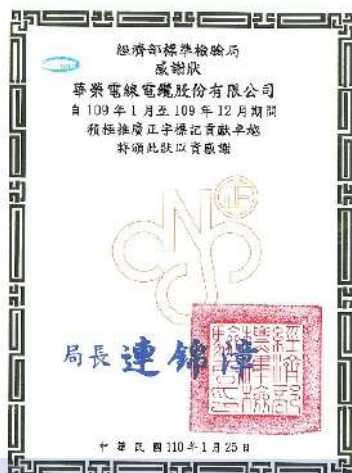 經濟部標準檢驗局
感謝狀
華榮電線電纜股份有限公司
自109年1月至109年12月期間
積極推廣正字標記貢獻卓越
特頒此狀以資感謝
局長 連錦漳
中華民國110年1月25日